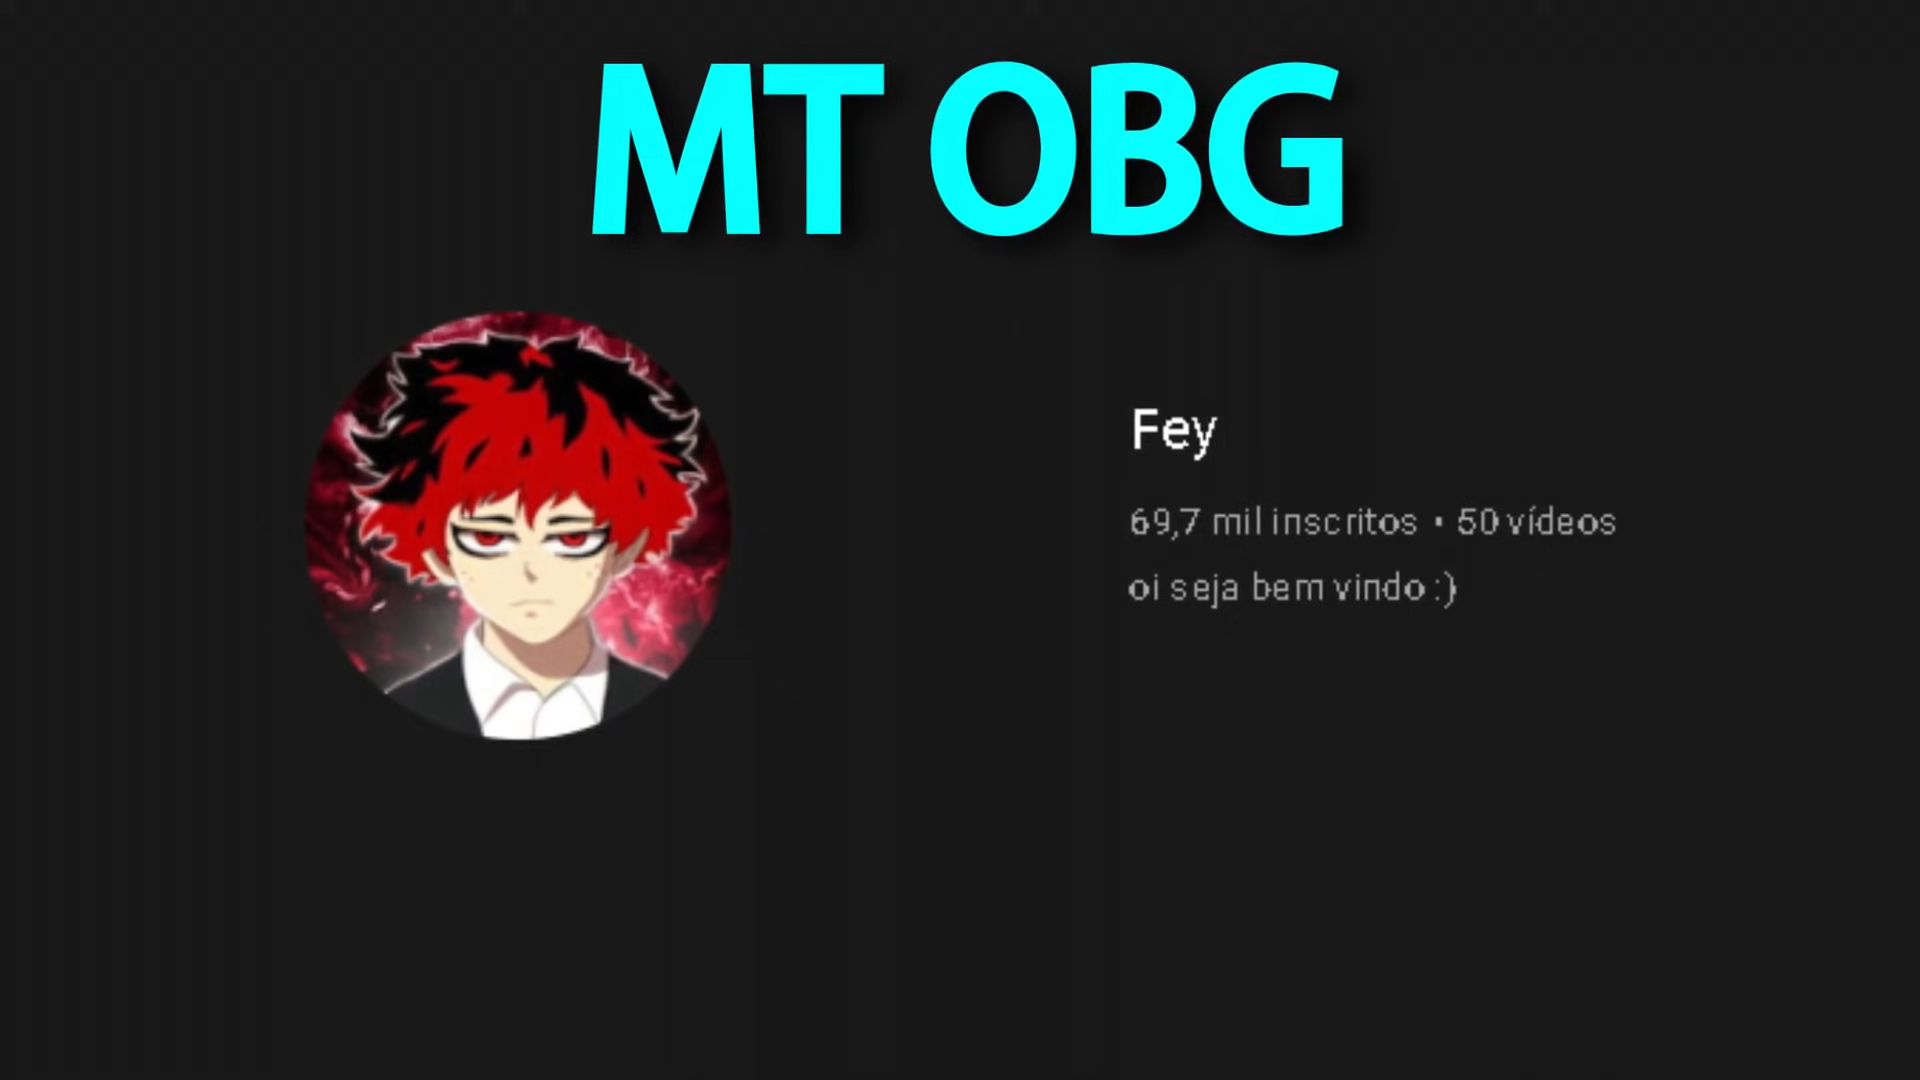 MT OBG
Fey
69,7 mil inscritos • 50 vídeos
oi seja bem vindo :)